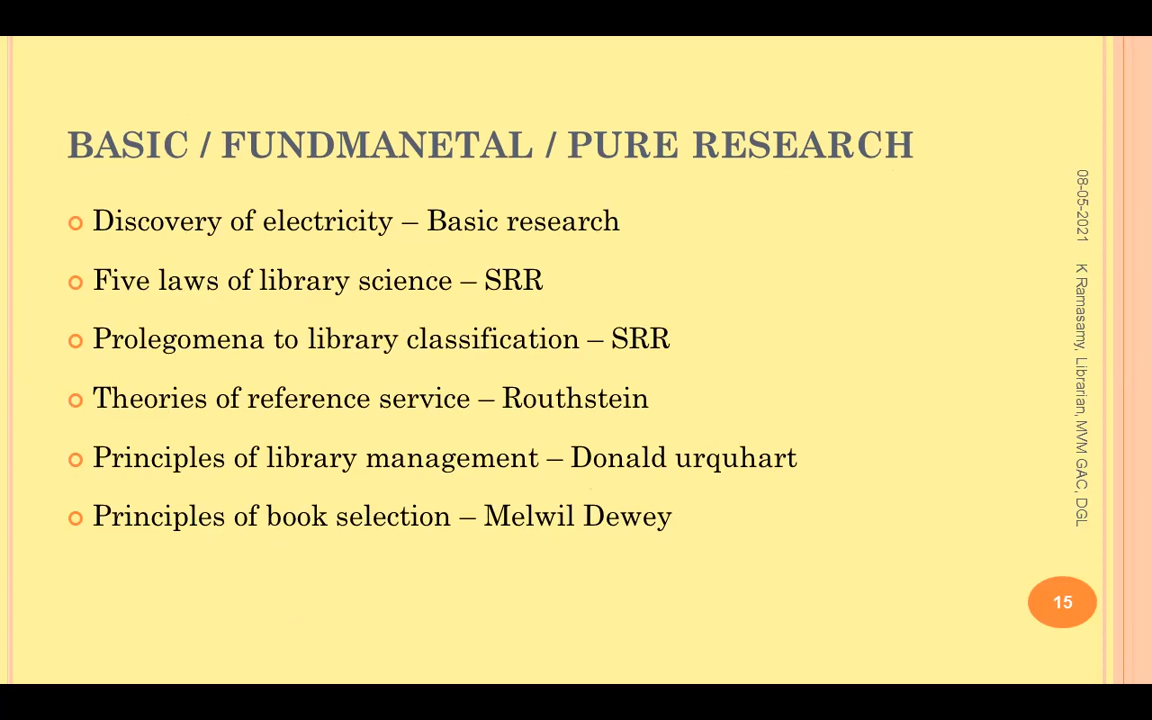 BASIC / FUNDMANETAL / PURE RESEARCH
Discovery of electricity – Basic research
Five laws of library science – SRR
Prolegomena to library classification – SRR
Theories of reference service – Routhstein
Principles of library management – Donald urquhart
Principles of book selection – Melwil Dewey
08-05-2021 K Ramasamy, Librarian, MVM GAC, DGL
15